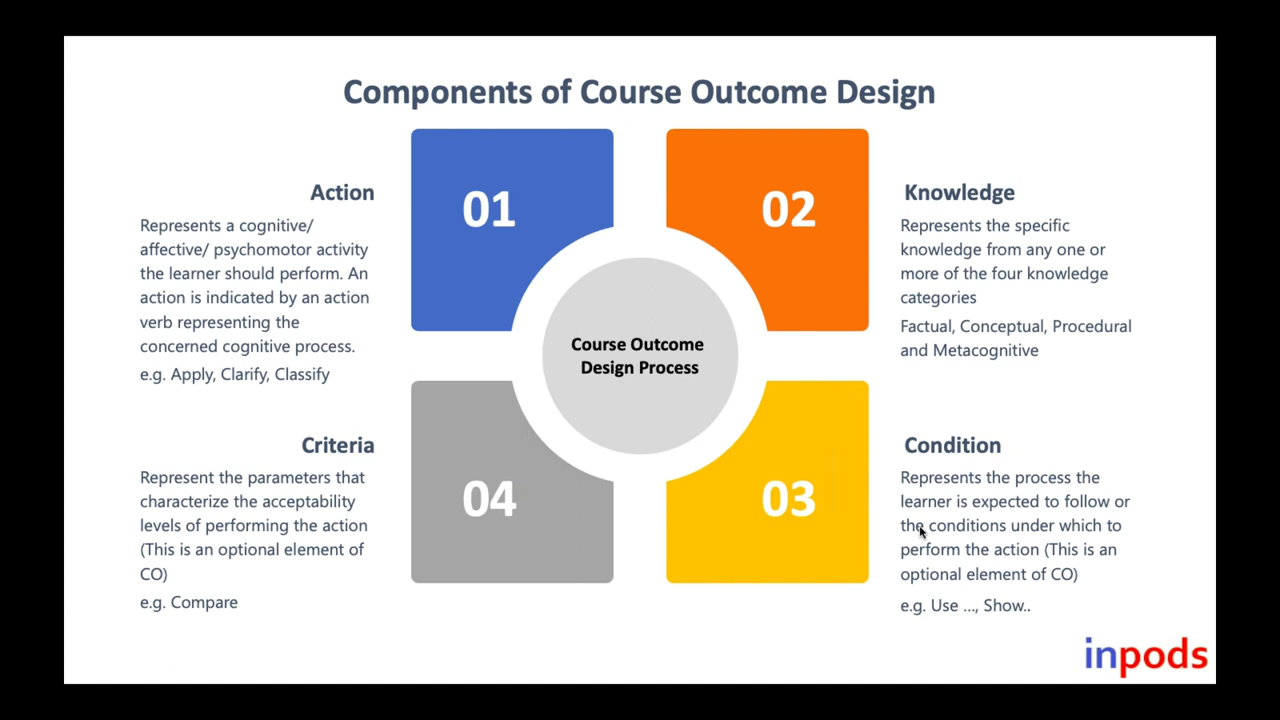 Components of Course Outcome Design
01
Action
Represents a cognitive/
affective/ psychomotor activity
the learner should perform. An
action is indicated by an action
verb representing the
concerned cognitive process.
e.g. Apply, Clarify, Classify
02
Knowledge
Represents the specific
knowledge from any one or
more of the four knowledge
categories
Factual, Conceptual, Procedural
and Metacognitive
Course Outcome
Design Process
03
Condition
Represents the process the
learner is expected to follow or
the conditions under which to
perform the action (This is an
optional element of CO)
e.g. Use ..., Show..
04
Criteria
Represent the parameters that
characterize the acceptability
levels of performing the action
(This is an optional element of
CO)
e.g. Compare
inpods